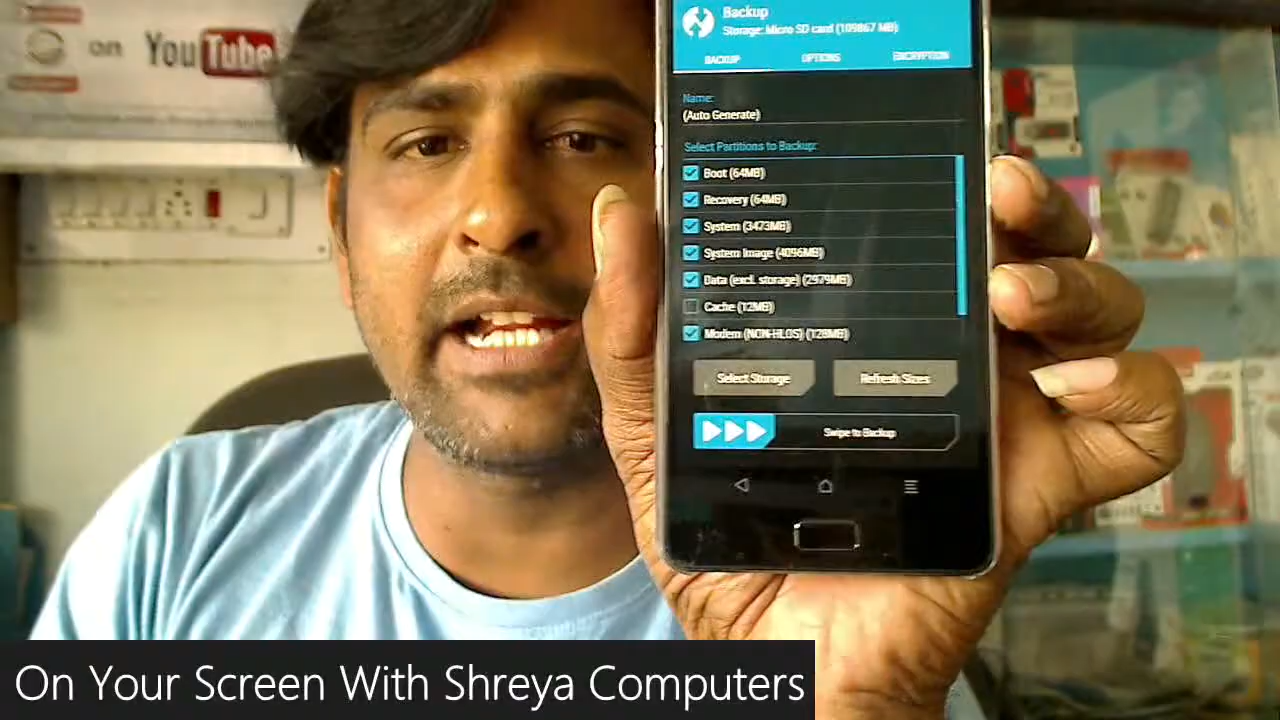 on YouTube
Backup
Storage: Micro SD card (109867 MB)
BACKUP
OPTIONS
ENCRYPTION
Name:
(Auto Generate)
Select Partitions to Backup:
Boot (64MB)
Recovery (64MB)
System (3473MB)
System Image (4096MB)
Data (excl. storage) (2979MB)
Cache (12MB)
Modem (NON-HLOS) (128MB)
Select Storage
Refresh Sizes
Swipe to Backup
On Your Screen With Shreya Computers